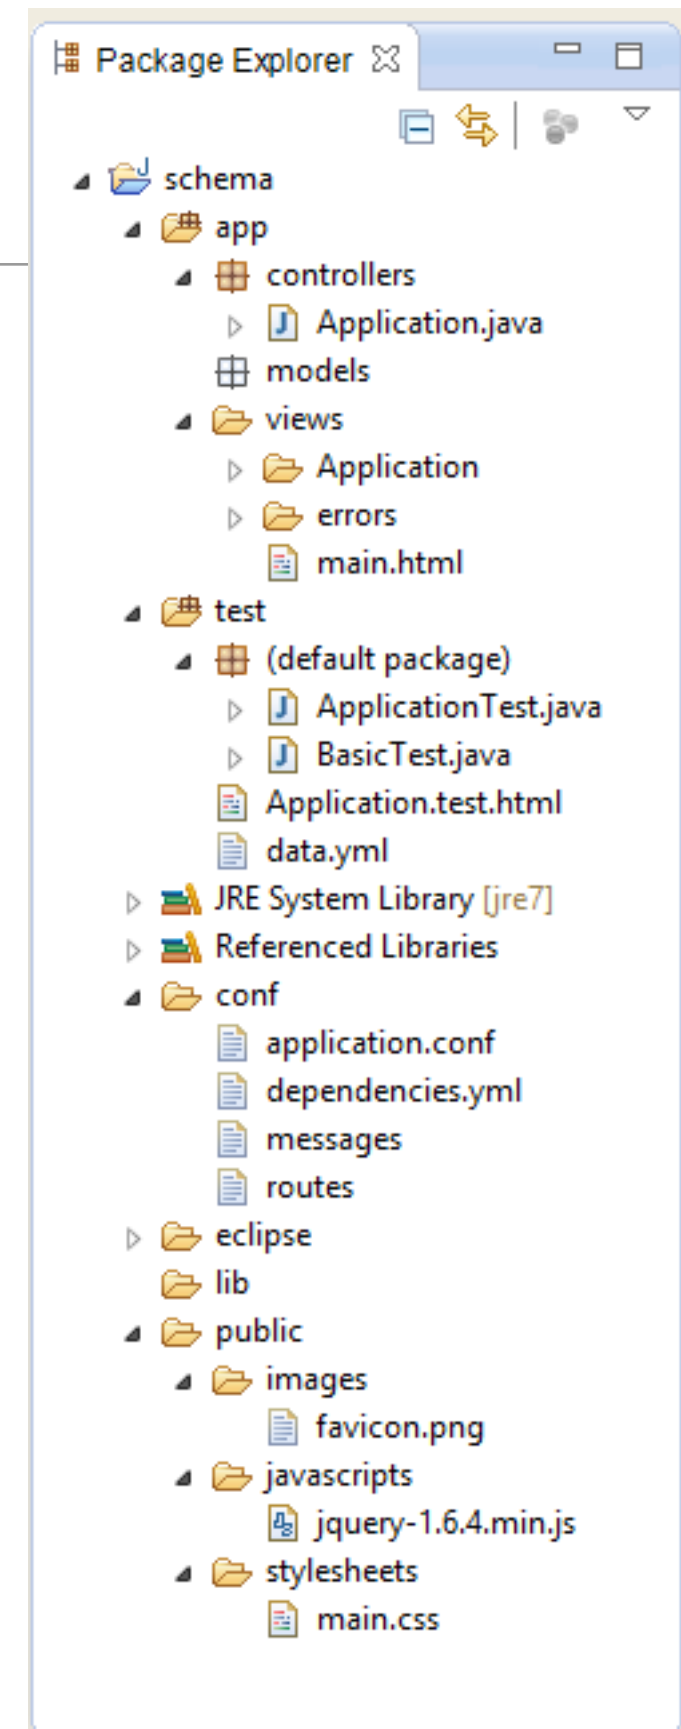 Package Explorer
schema
app
controllers
Application.java
models
views
Application
errors
main.html
test
(default package)
ApplicationTest.java
BasicTest.java
Application.test.html
data.yml
JRE System Library [jre7]
Referenced Libraries
conf
application.conf
dependencies.yml
messages
routes
eclipse
lib
public
images
favicon.png
javascripts
jquery-1.6.4.min.js
stylesheets
main.css